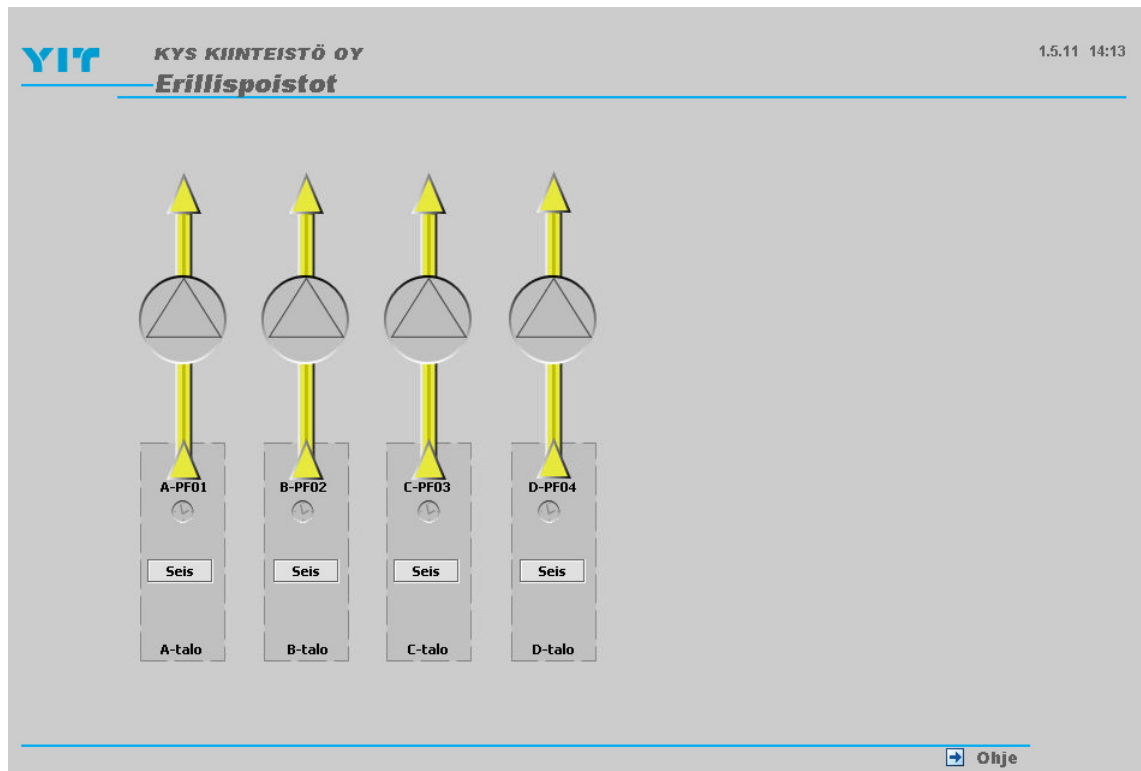 YIT
KYS KIINTEISTÖ OY
1.5.11 14:13
Erillispoistot
A-PF01 B-PF02 C-PF03 D-PF04
Seis Seis Seis Seis
A-talo B-talo C-talo D-talo
Ohje